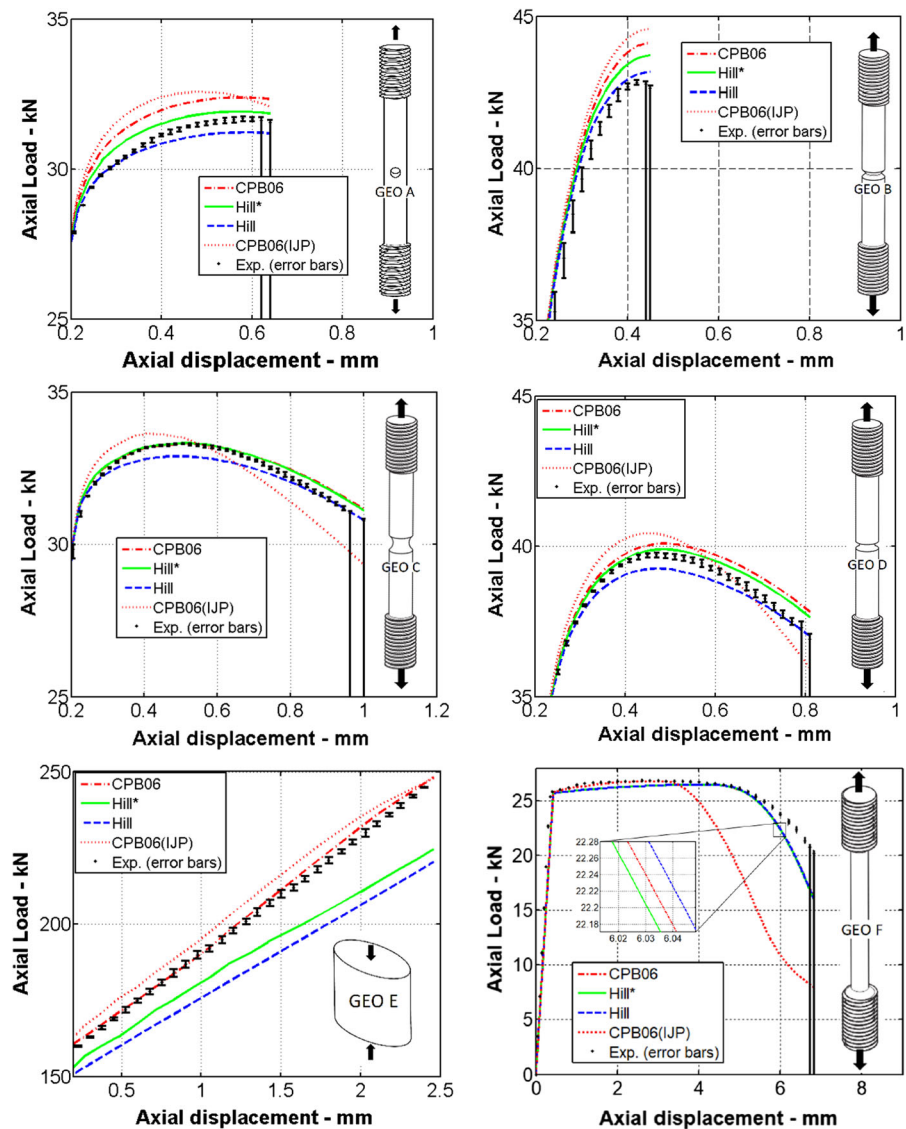 35
30
25
Axial Load - kN
0.2
0.4
0.6
0.8
1
Axial displacement - mm
CPB06
Hill*
Hill
CPB06(IJP)
Exp. (error bars)
GEO A
45
40
35
Axial Load - kN
0.2
0.4
0.6
0.8
1
Axial displacement - mm
CPB06
Hill*
Hill
CPB06(IJP)
Exp. (error bars)
GEO B
35
30
25
Axial Load - kN
0.2
0.4
0.6
0.8
1
1.2
Axial displacement - mm
CPB06
Hill*
Hill
CPB06(IJP)
Exp. (error bars)
GEO C
45
40
35
Axial Load - kN
0.2
0.4
0.6
0.8
1
Axial displacement - mm
CPB06
Hill*
Hill
CPB06(IJP)
Exp. (error bars)
GEO D
250
200
150
Axial Load - kN
0.5
1
1.5
2
2.5
Axial displacement - mm
CPB06
Hill*
Hill
CPB06(IJP)
Exp. (error bars)
GEO E
25
20
15
10
5
0
Axial Load - kN
0
2
4
6
8
Axial displacement - mm
22.28
22.26
22.24
22.22
22.2
22.18
6.02
6.03
6.04
CPB06
Hill*
Hill
CPB06(IJP)
Exp. (error bars)
GEO F